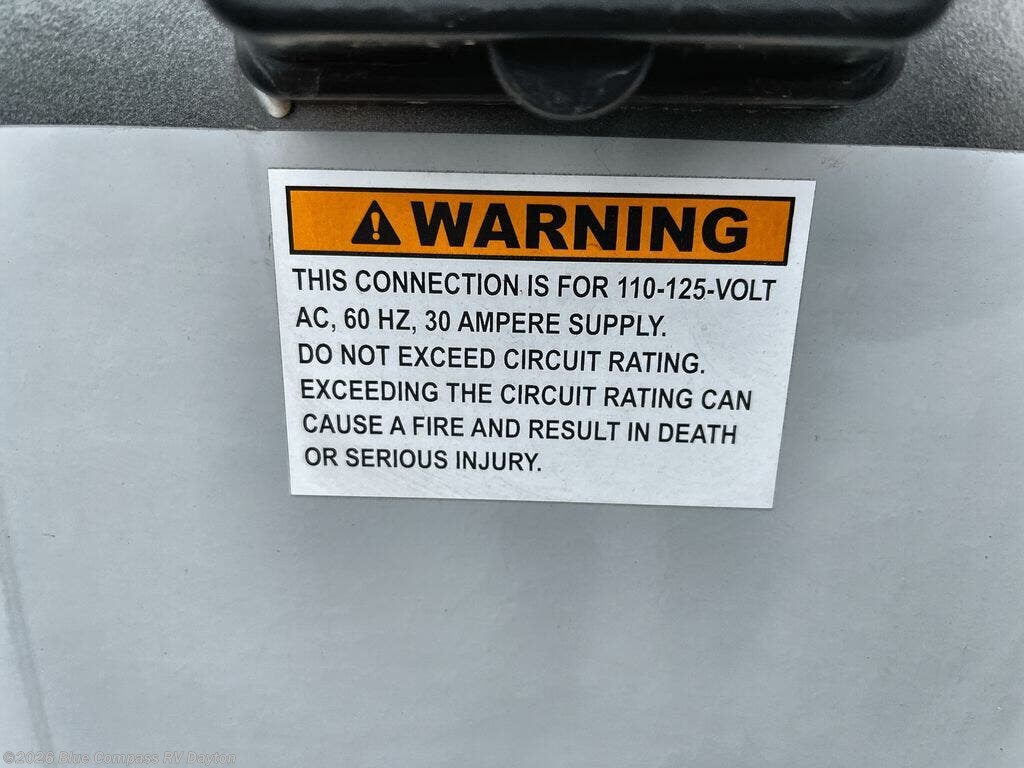 WARNING
THIS CONNECTION IS FOR 110-125-VOLT
AC, 60 HZ, 30 AMPERE SUPPLY.
DO NOT EXCEED CIRCUIT RATING.
EXCEEDING THE CIRCUIT RATING CAN
CAUSE A FIRE AND RESULT IN DEATH
OR SERIOUS INJURY.
©2026 Blue Compass RV Dayton